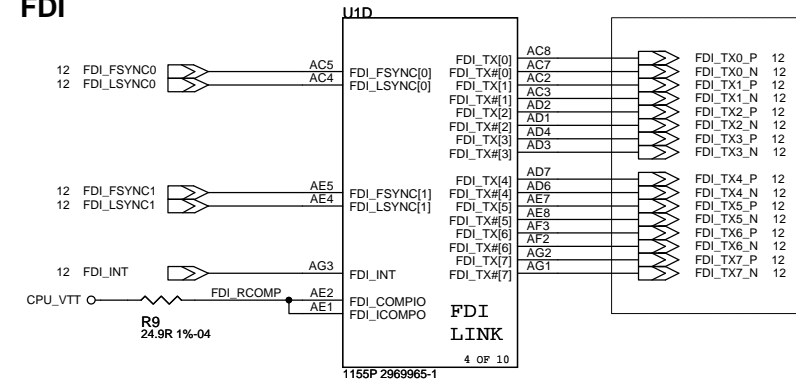 FDI
U1D
12 FDI_FSYNC0 AC5 FDI_FSYNC[0]
12 FDI_LSYNC0 AC4 FDI_LSYNC[0]
12 FDI_FSYNC1 AE5 FDI_FSYNC[1]
12 FDI_LSYNC1 AE4 FDI_LSYNC[1]
12 FDI_INT AG3 FDI_INT
CPU_VTT FDI_RCOMP AE2 FDI_COMPIO
AE1 FDI_ICOMPO
R9
24.9R 1%-04
FDI_TX[0] AC8 FDI_TX0_P 12
FDI_TX#[0] AC7 FDI_TX0_N 12
FDI_TX[1] AC2 FDI_TX1_P 12
FDI_TX#[1] AC3 FDI_TX1_N 12
FDI_TX[2] AD2 FDI_TX2_P 12
FDI_TX#[2] AD1 FDI_TX2_N 12
FDI_TX[3] AD4 FDI_TX3_P 12
FDI_TX#[3] AD3 FDI_TX3_N 12
FDI_TX[4] AD7 FDI_TX4_P 12
FDI_TX#[4] AD6 FDI_TX4_N 12
FDI_TX[5] AE7 FDI_TX5_P 12
FDI_TX#[5] AE8 FDI_TX5_N 12
FDI_TX[6] AF3 FDI_TX6_P 12
FDI_TX#[6] AF2 FDI_TX6_N 12
FDI_TX[7] AG2 FDI_TX7_P 12
FDI_TX#[7] AG1 FDI_TX7_N 12
FDI
LINK
4 OF 10
1155P 2969965-1